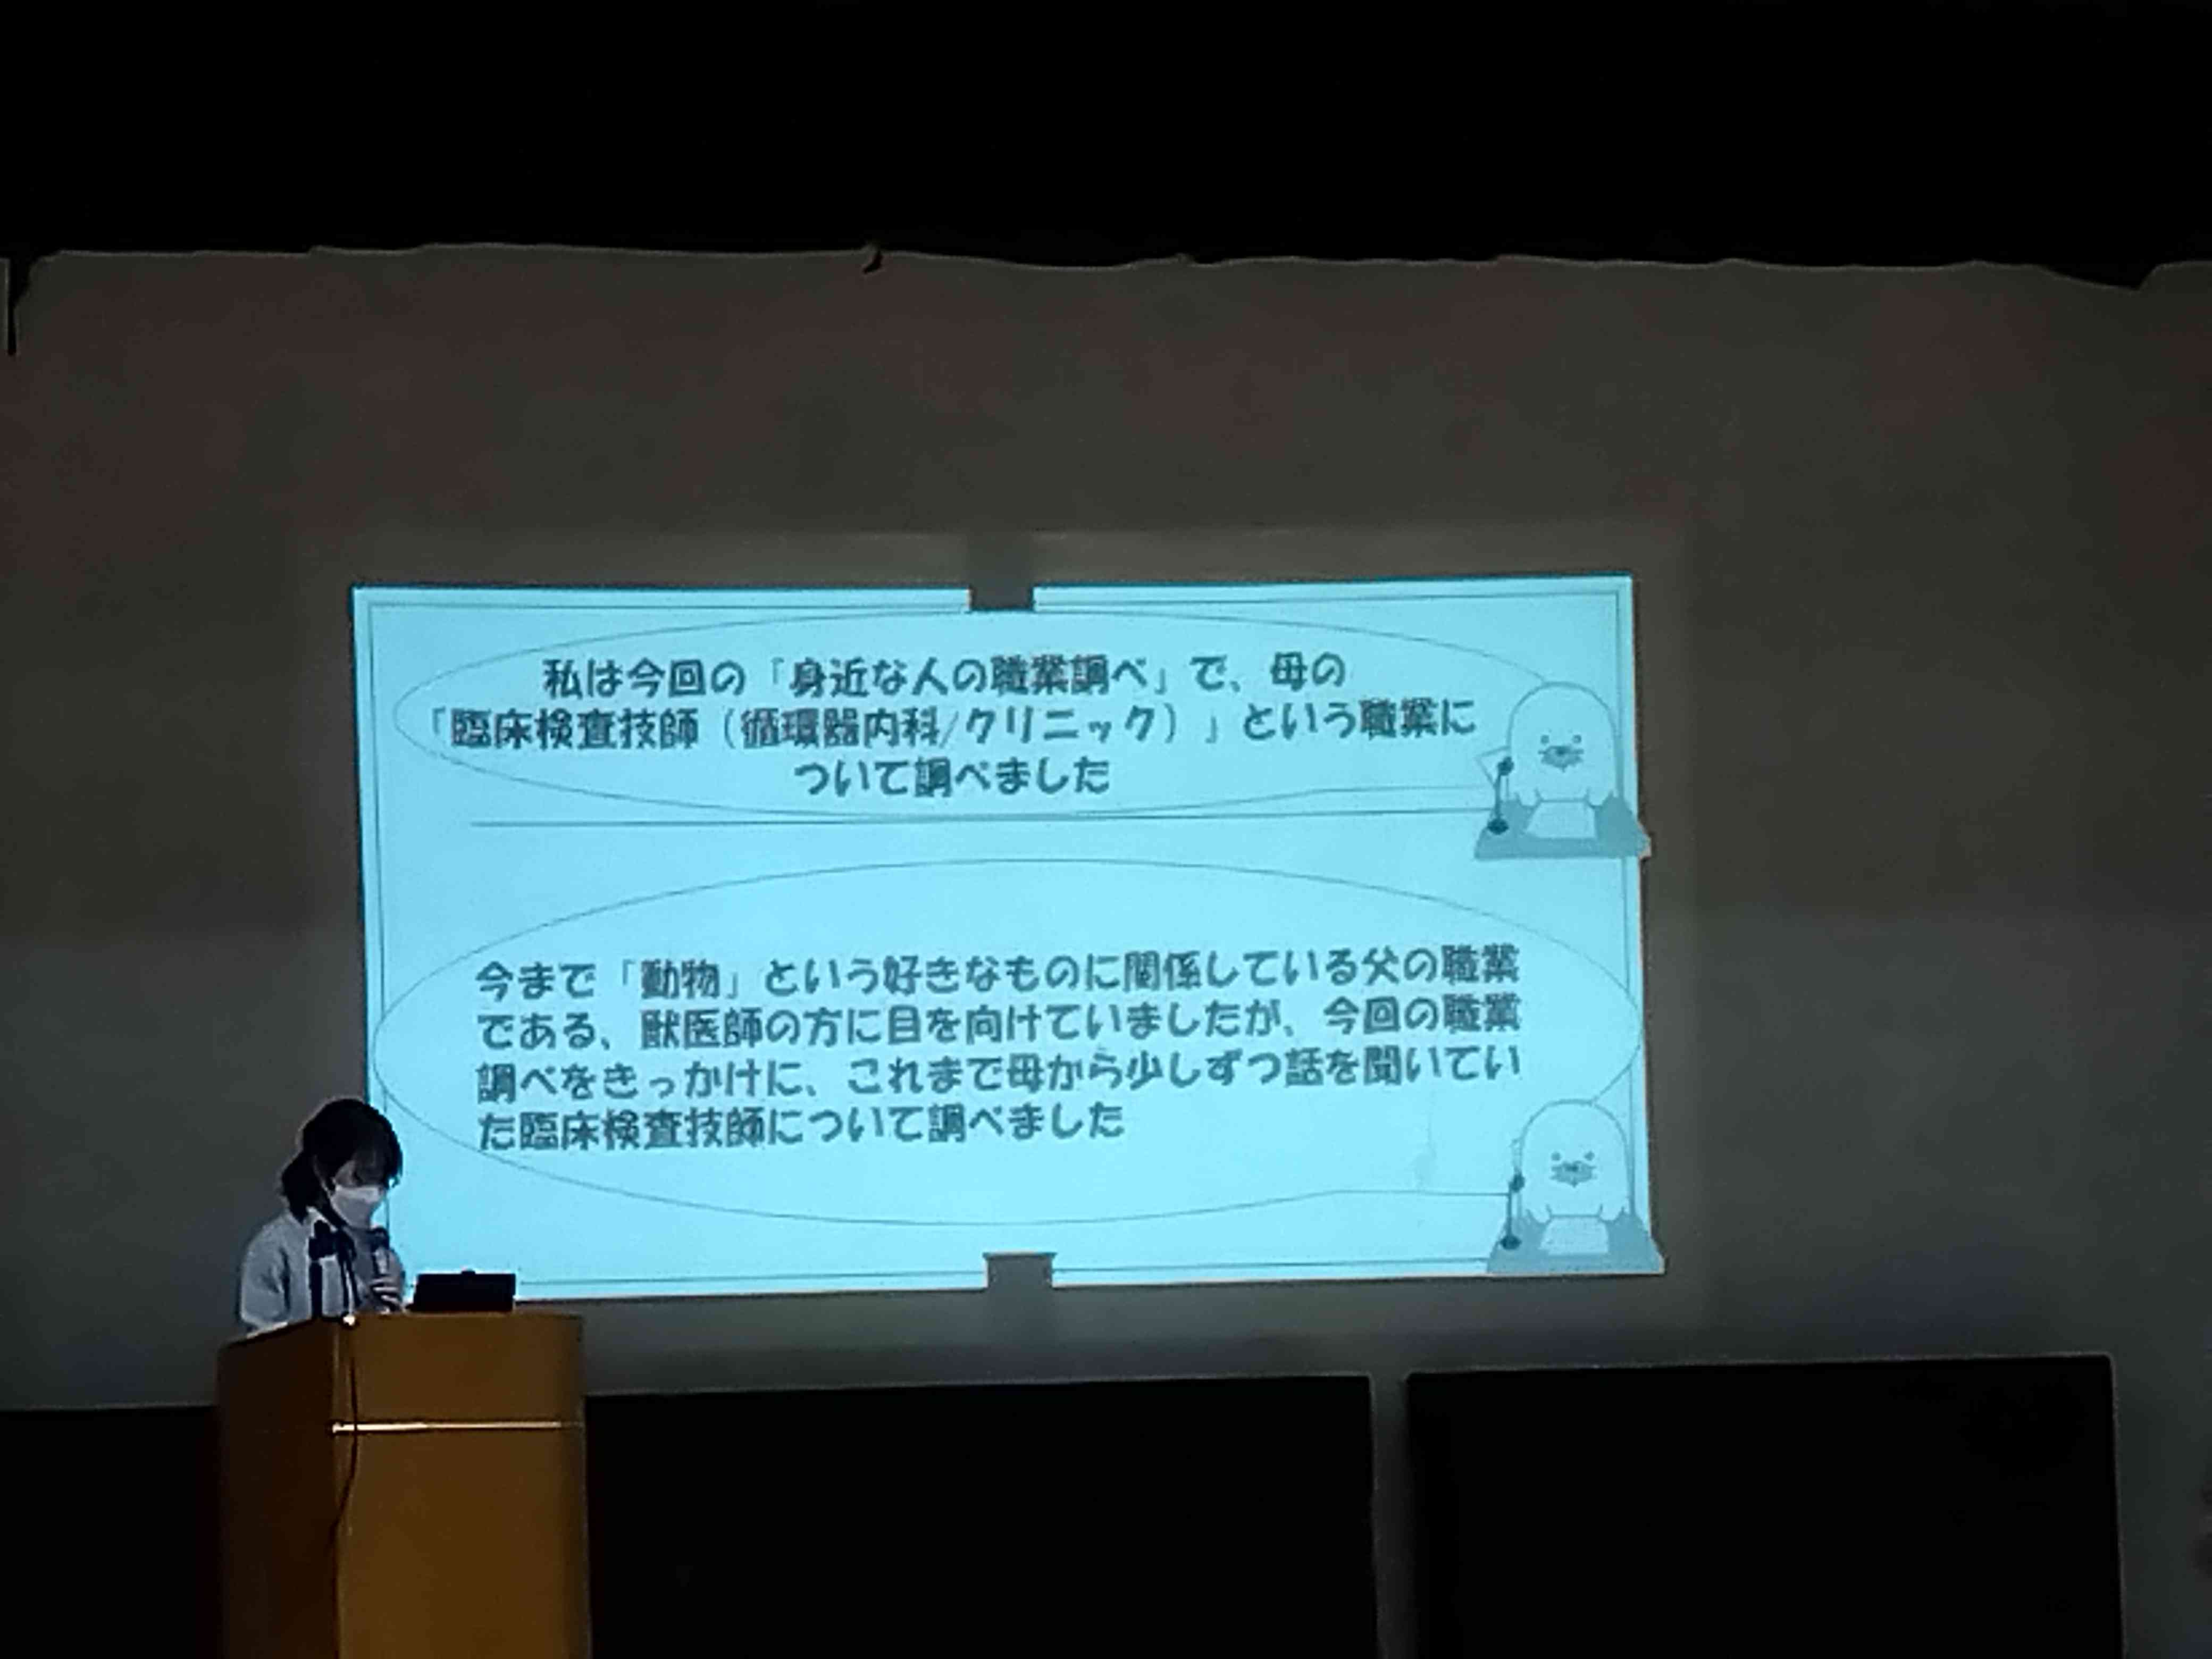 私は今回の「身近な人の職業調べ」で、母の
「臨床検査技師（循環器内科/クリニック）」という職業に
ついて調べました
今まで「動物」という好きなものに関係している父の職業
である、獣医師の方に目を向けていましたが、今回の職業
調べをきっかけに、これまで母から少しずつ話を聞いてい
た臨床検査技師について調べました